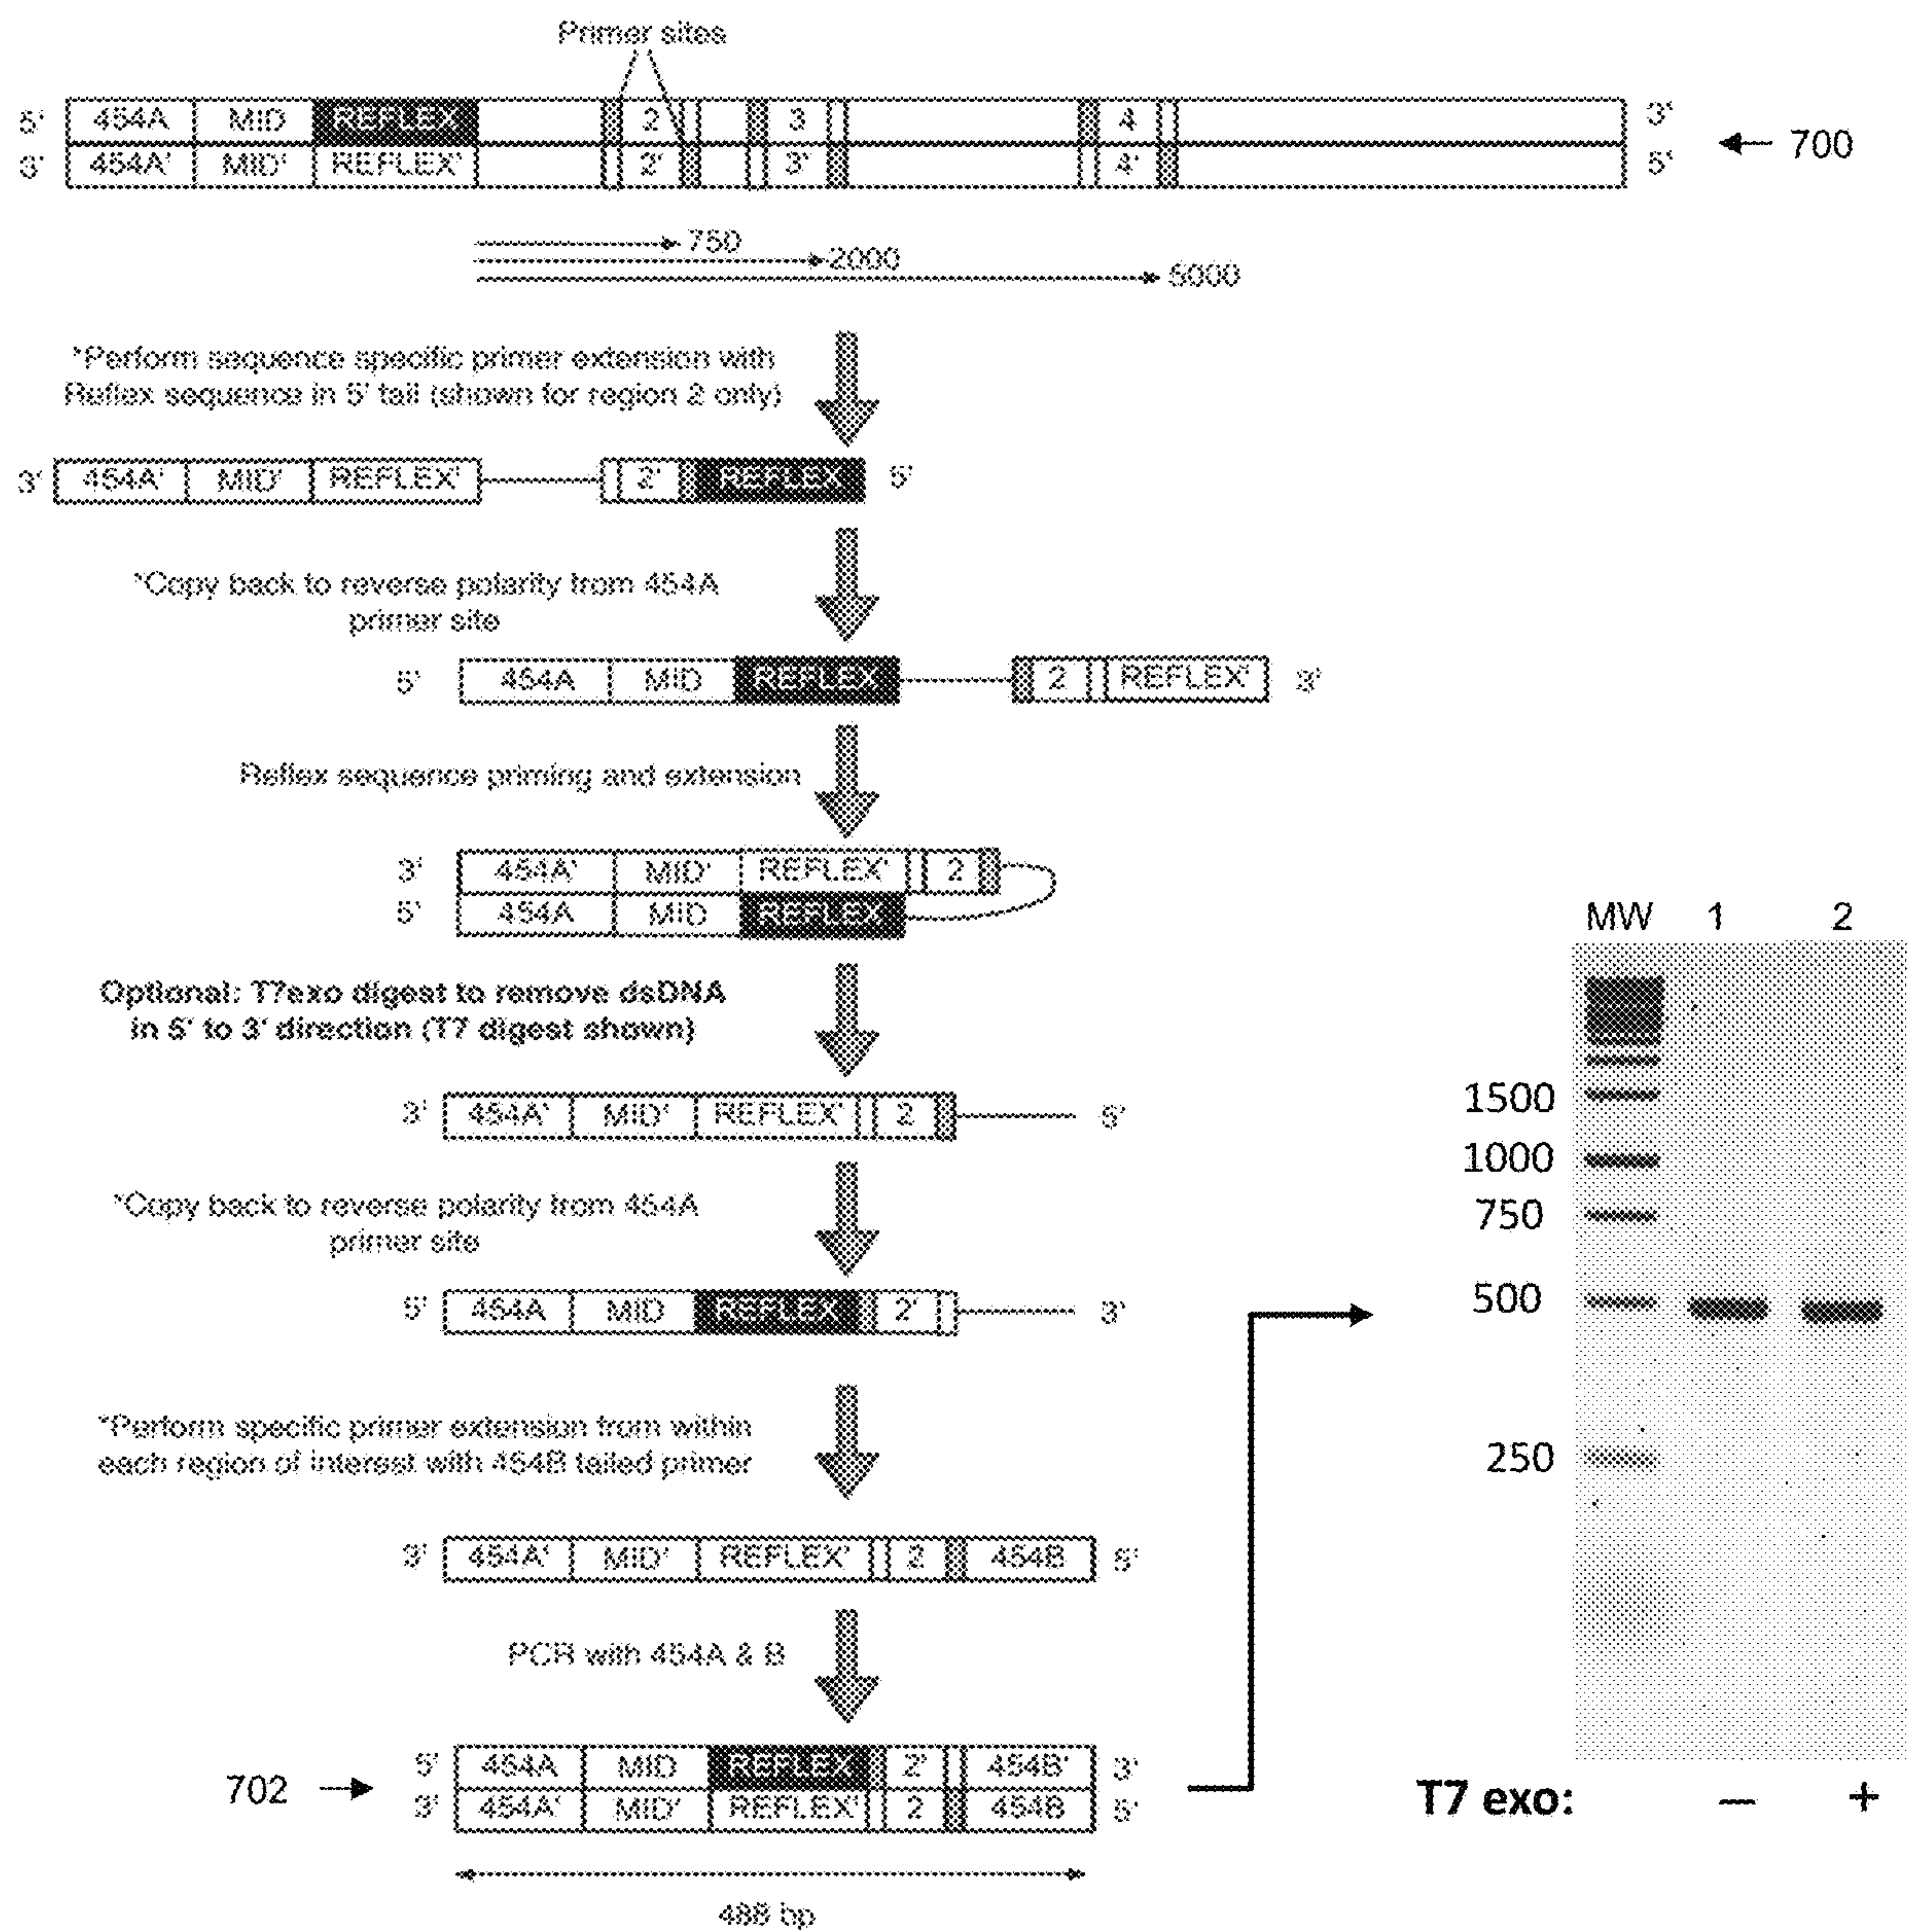 Primer sites
5' 454A MID REFLEX 2 3 4 3'
3' 454A' MID' REFLEX' 2' 3' 4' 5'
700
750
2000
5000
*Perform sequence specific primer extension with
Reflex sequence in 5' tail (shown for region 2 only)
3' 454A' MID' REFLEX' 2' REFLEX 5'
*Copy back to reverse polarity from 454A
primer site
5' 454A MID REFLEX 2 REFLEX' 3'
Reflex sequence priming and extension
3' 454A' MID' REFLEX' 2
5' 454A MID REFLEX
Optional: T7exo digest to remove dsDNA
in 5' to 3' direction (T7 digest shown)
3' 454A' MID' REFLEX' 2 5'
*Copy back to reverse polarity from 454A
primer site
5' 454A MID REFLEX 2' 3'
*Perform specific primer extension from within
each region of interest with 454B tailed primer
3' 454A' MID' REFLEX' 2 454B 5'
PCR with 454A & B
702
5' 454A MID REFLEX 2' 454B' 3'
3' 454A' MID' REFLEX' 2 454B 5'
488 bp
MW 1 2
1500
1000
750
500
250
T7 exo: – +